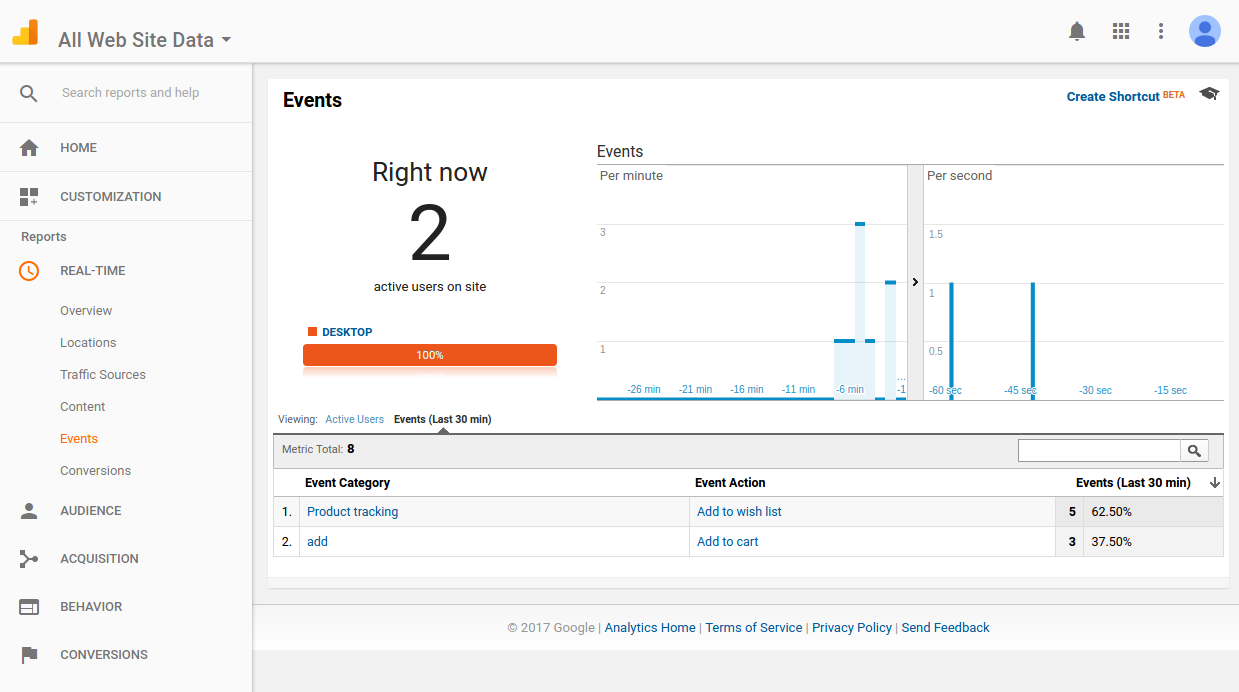 All Web Site Data
Search reports and help
HOME
CUSTOMIZATION
Reports
REAL-TIME
Overview
Locations
Traffic Sources
Content
Events
Conversions
AUDIENCE
ACQUISITION
BEHAVIOR
CONVERSIONS
Events
Create Shortcut BETA
Right now
2
active users on site
DESKTOP
100%
Events
Per minute
3
2
1
...
-26 min -21 min -16 min -11 min -6 min -1
Per second
1.5
1
0.5
-60 sec -45 sec -30 sec -15 sec
Viewing: Active Users Events (Last 30 min)
Metric Total: 8
Event Category Event Action Events (Last 30 min)
1. Product tracking Add to wish list 5 62.50%
2. add Add to cart 3 37.50%
© 2017 Google | Analytics Home | Terms of Service | Privacy Policy | Send Feedback